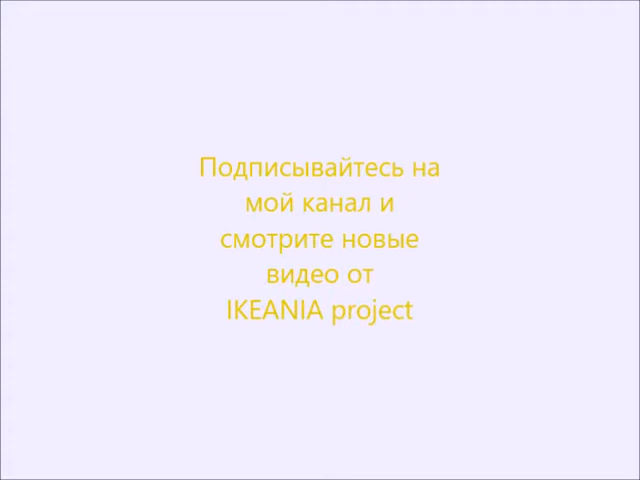 Подписывайтесь на
мой канал и
смотрите новые
видео от
IKEANIA project